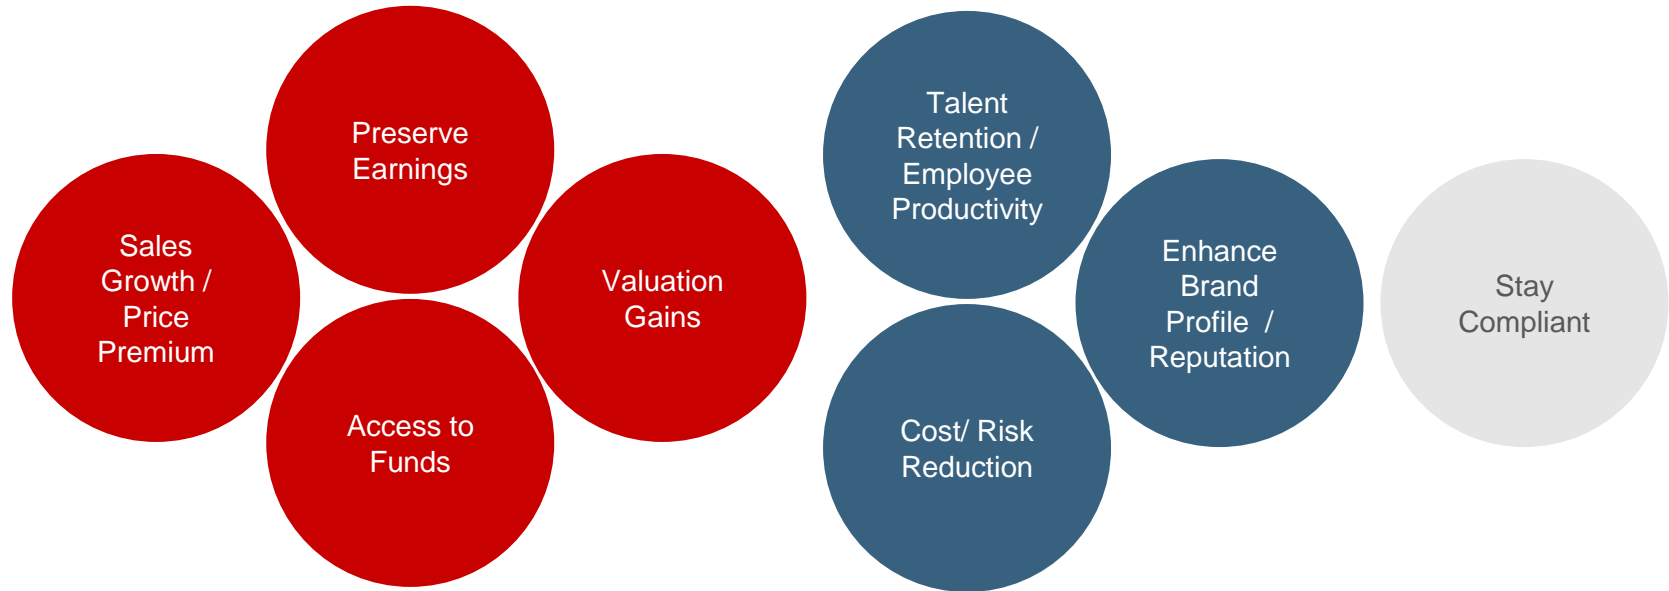 Sales
Growth /
Price
Premium
Preserve
Earnings
Access to
Funds
Valuation
Gains
Talent
Retention /
Employee
Productivity
Cost/ Risk
Reduction
Enhance
Brand
Profile  /
Reputation
Stay
Compliant